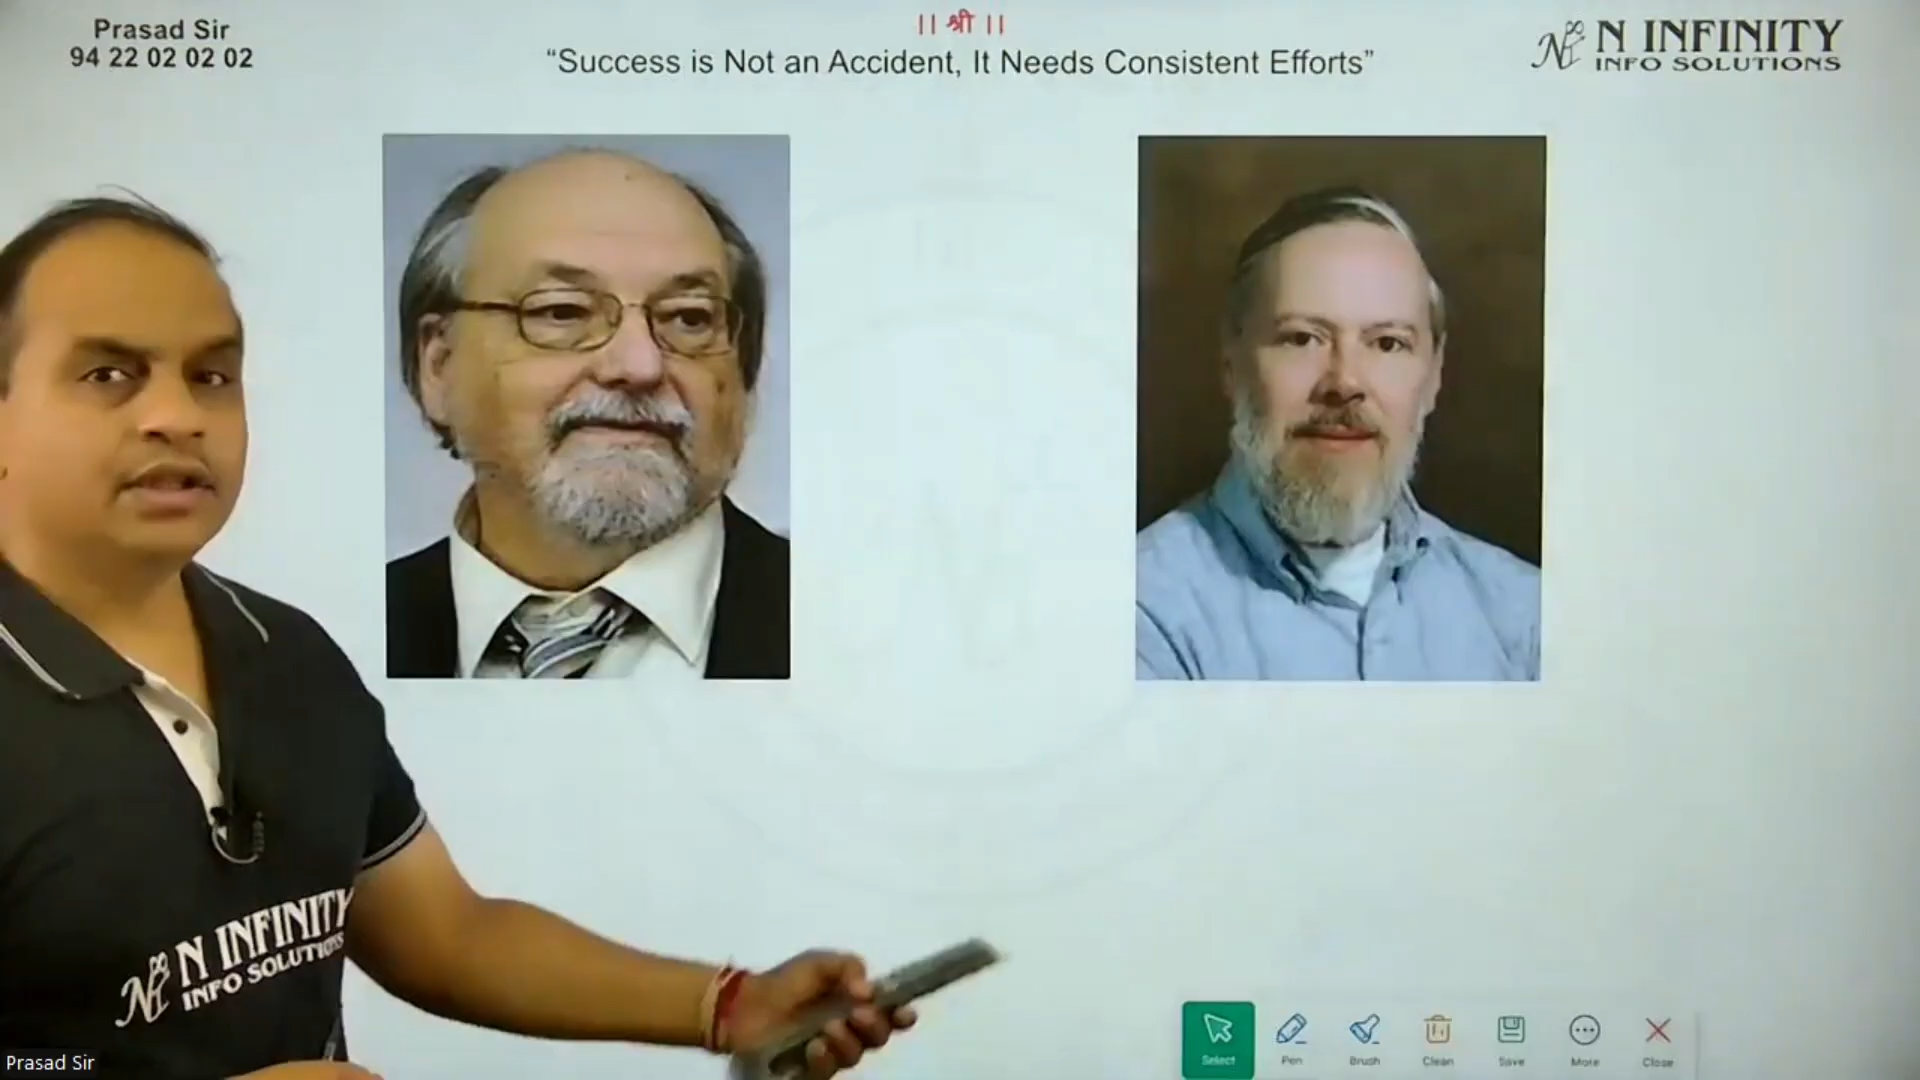 Prasad Sir
94 22 02 02 02
|| श्री ||
“Success is Not an Accident, It Needs Consistent Efforts”
N INFINITY
INFO SOLUTIONS
N INFINITY
INFO SOLUTIONS
Select
Pen
Brush
Clean
Save
More
Close
Prasad Sir